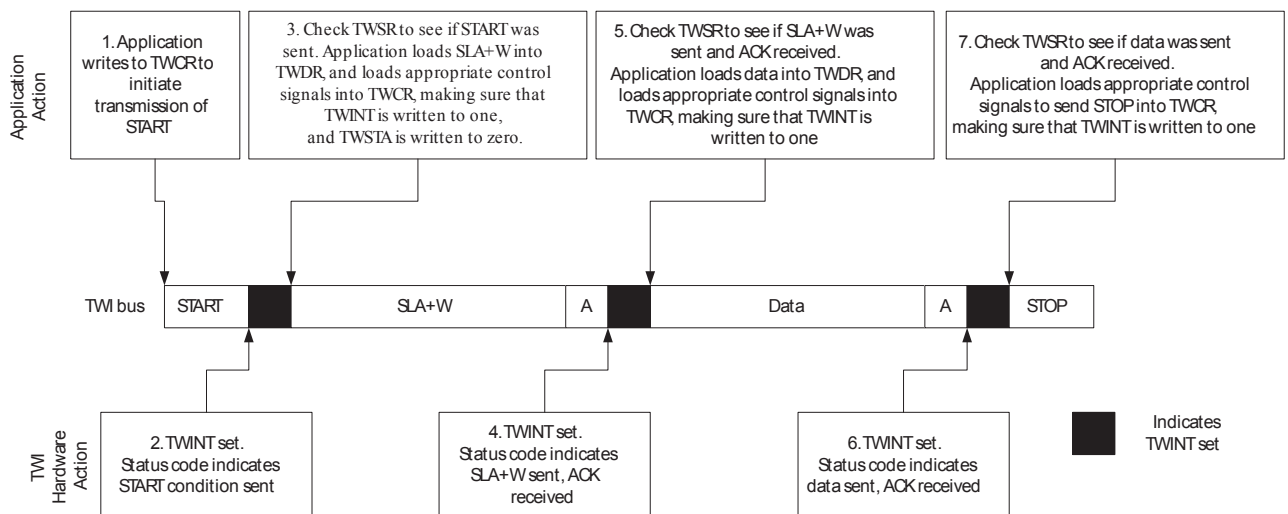 Application
Action
1. Application
writes to TWCR to
initiate
transmission of
START
3. Check TWSR to see if START was
sent. Application loads SLA+W into
TWDR, and loads appropriate control
signals into TWCR, making sure that
TWINT is written to one,
and TWSTA is written to zero.
5. Check TWSR to see if SLA+W was
sent and ACK received.
Application loads data into TWDR, and
loads appropriate control signals into
TWCR, making sure that TWINT is
written to one
7. Check TWSR to see if data was sent
and ACK received.
Application loads appropriate control
signals to send STOP into TWCR,
making sure that TWINT is written to one
TWI bus
START
SLA+W
A
Data
A
STOP
TWI
Hardware
Action
2. TWINT set.
Status code indicates
START condition sent
4. TWINT set.
Status code indicates
SLA+W sent, ACK
received
6. TWINT set.
Status code indicates
data sent, ACK received
Indicates
TWINT set